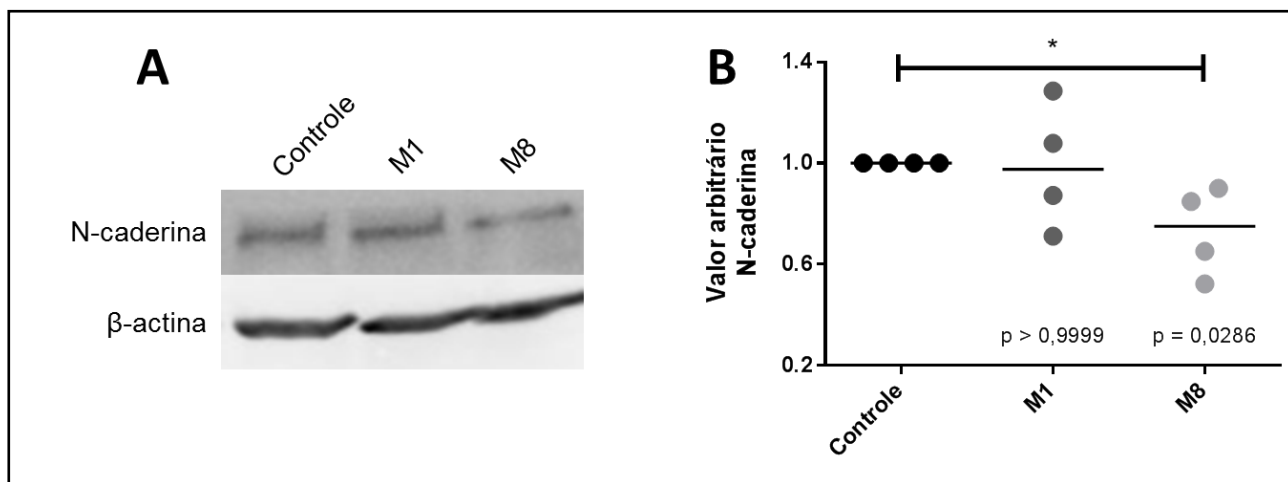 A
Controle
M1
M8
N-caderina
β-actina
B
*
Valor arbitrário
N-caderina
1.4
1.0
0.6
0.2
p > 0,9999
p = 0,0286
Controle
M1
M8